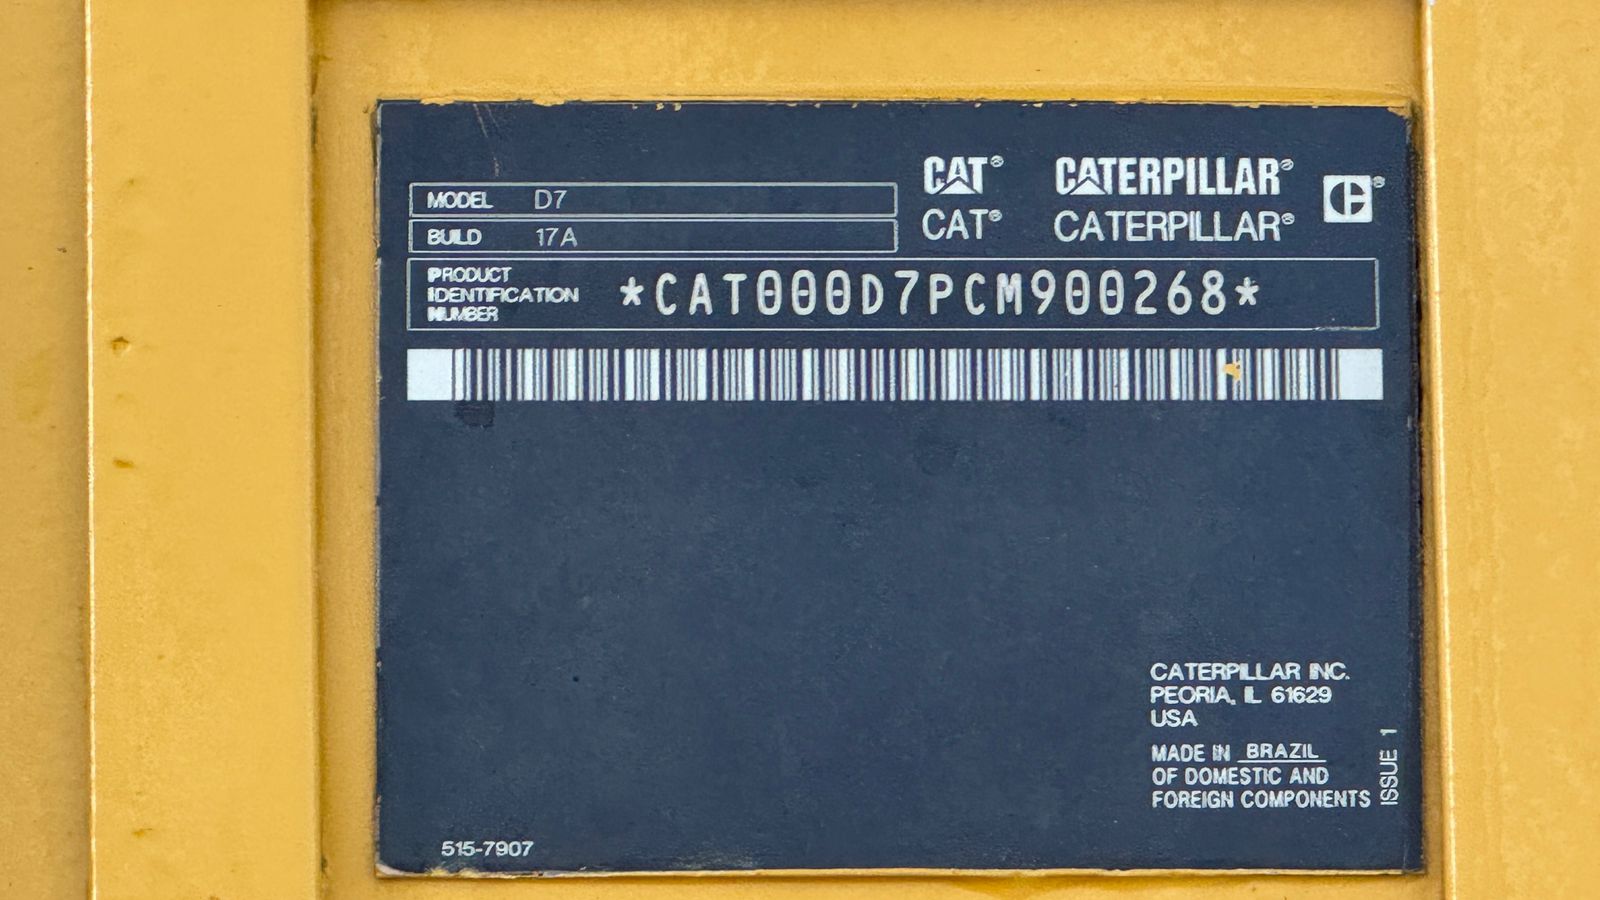 CAT® CATERPILLAR®
CAT® CATERPILLAR®
MODEL D7
BUILD 17A
PRODUCT
IDENTIFICATION
NUMBER
*CAT000D7PCM900268*
CATERPILLAR INC.
PEORIA, IL 61629
USA
MADE IN BRAZIL
OF DOMESTIC AND
FOREIGN COMPONENTS
ISSUE 1
515-7907